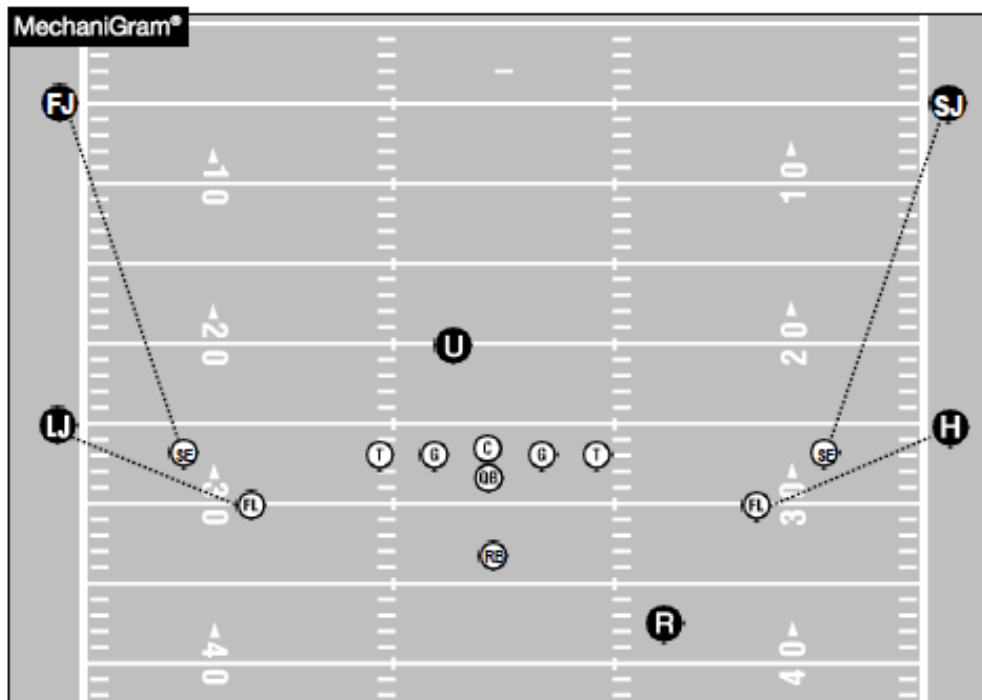 MechaniGram®
FJ SJ
10 10
20 20
U
LJ H
SE T G C G T SE
QB
30 FL FL 30
RB
R
40 40